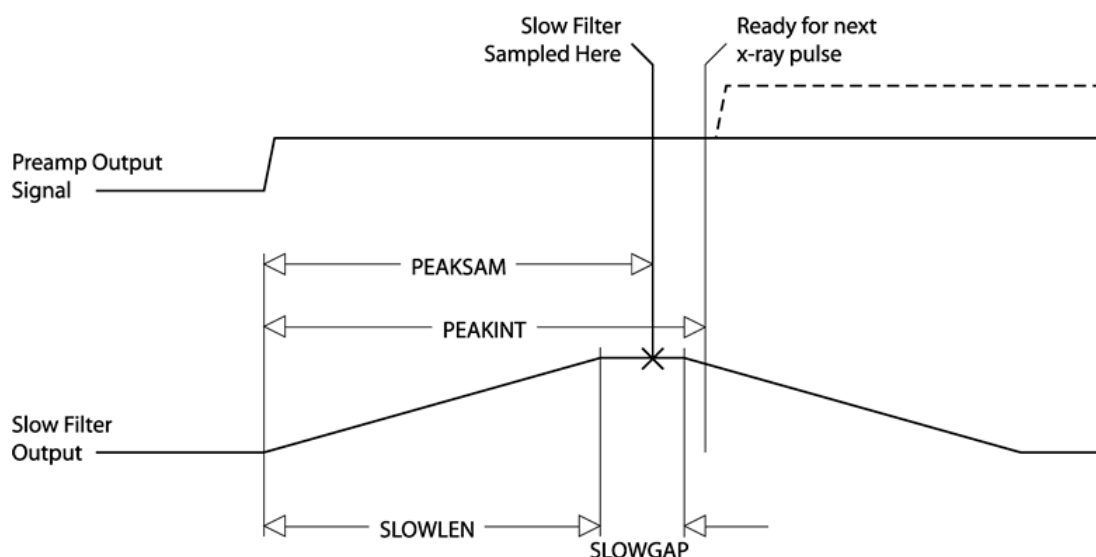 Slow Filter
Sampled Here
Ready for next
x-ray pulse
Preamp Output
Signal
PEAKSAM
PEAKINT
Slow Filter
Output
SLOWLEN
SLOWGAP